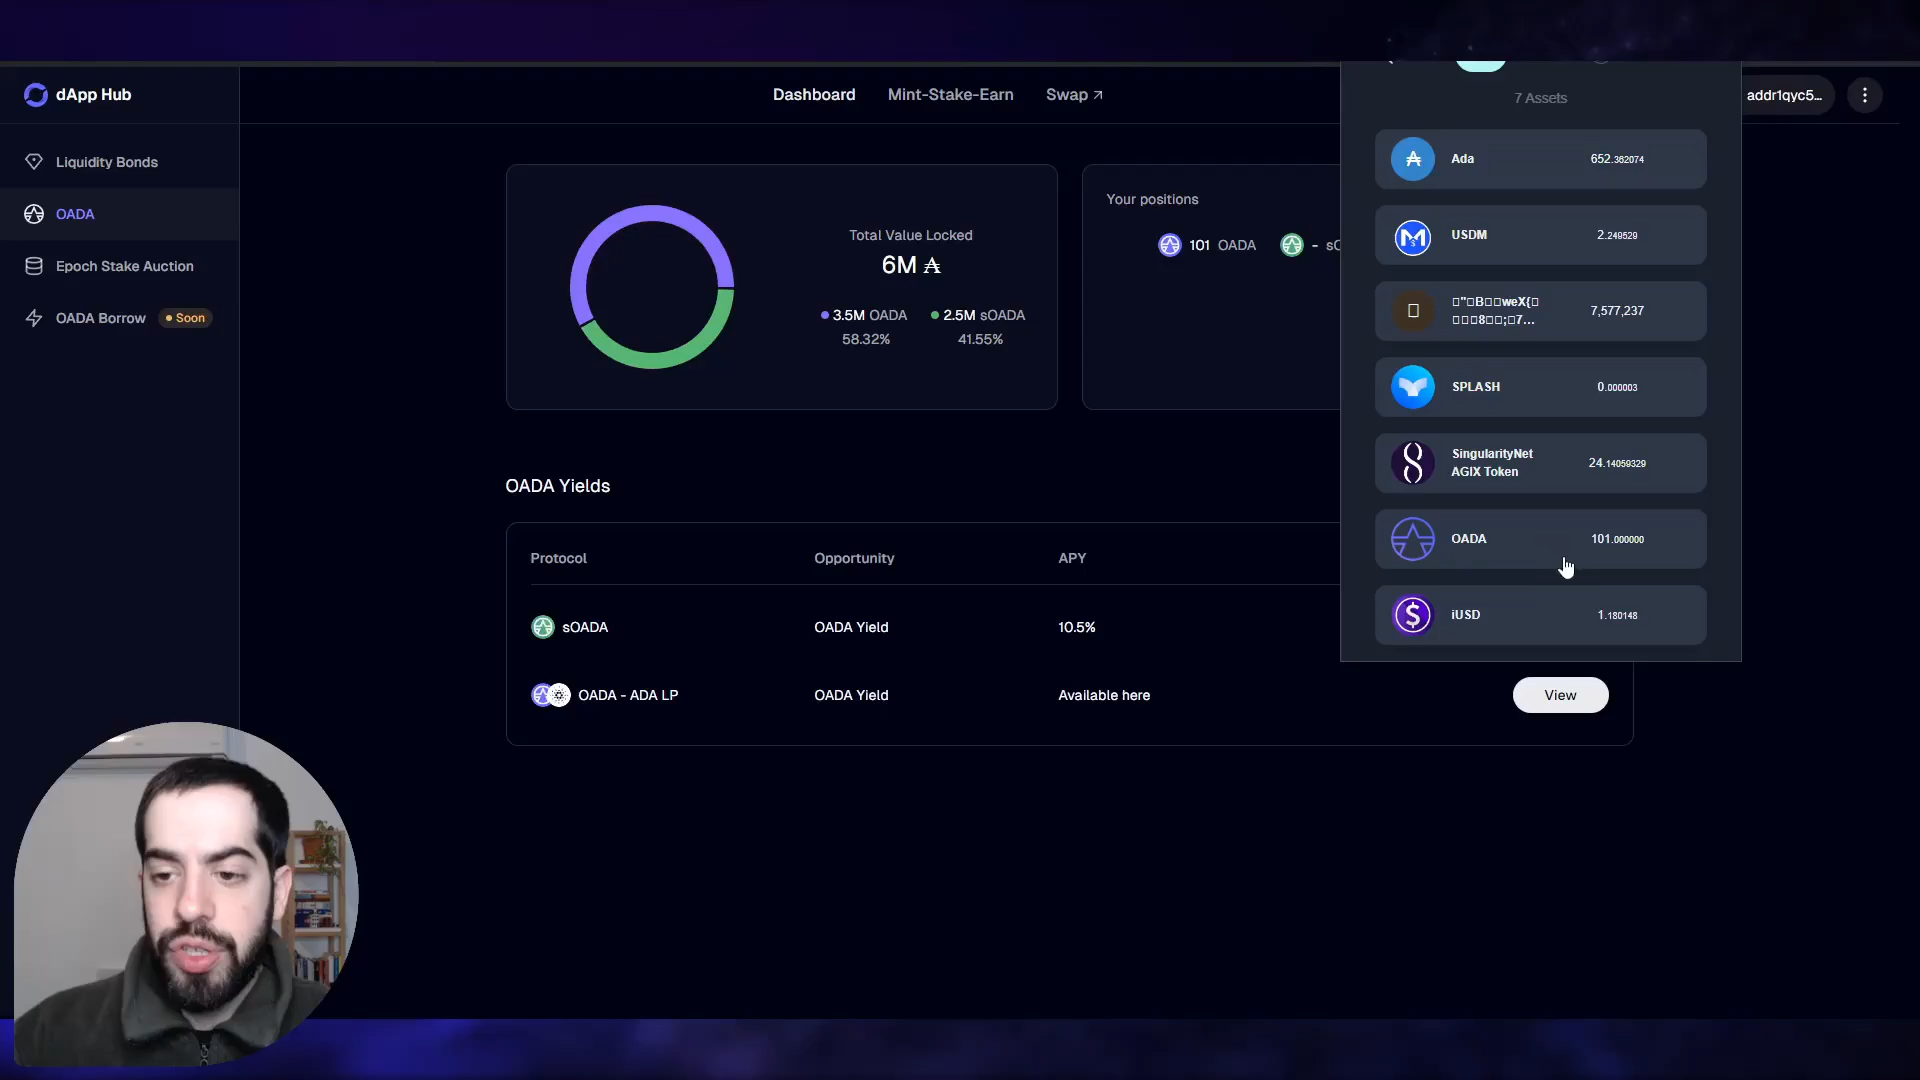 dApp Hub
Dashboard
Mint-Stake-Earn
Swap ↗
addr1qyc5...
Liquidity Bonds
OADA
Epoch Stake Auction
OADA Borrow
Soon
Total Value Locked
6M ₳
3.5M OADA
2.5M sOADA
58.32%
41.55%
Your positions
101 OADA
-
7 Assets
Ada
652.362074
USDM
2.249529
7,577,237
SPLASH
0.000003
SingularityNet
AGIX Token
24.14059329
OADA
101.000000
iUSD
1.180148
OADA Yields
Protocol
Opportunity
APY
sOADA
OADA Yield
10.5%
OADA - ADA LP
OADA Yield
Available here
View